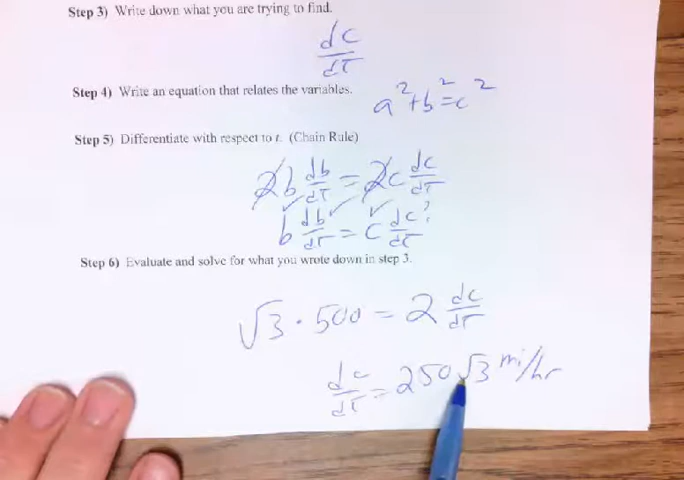 Step 3) Write down what you are trying to find.
dc/dt
Step 4) Write an equation that relates the variables.
a²+b²=c²
Step 5) Differentiate with respect to t. (Chain Rule)
2b db/dt = 2c dc/dt
b db/dt = c dc/dt ?
Step 6) Evaluate and solve for what you wrote down in step 3.
√3 · 500 = 2 dc/dt
dc/dt = 250√3 mi/hr